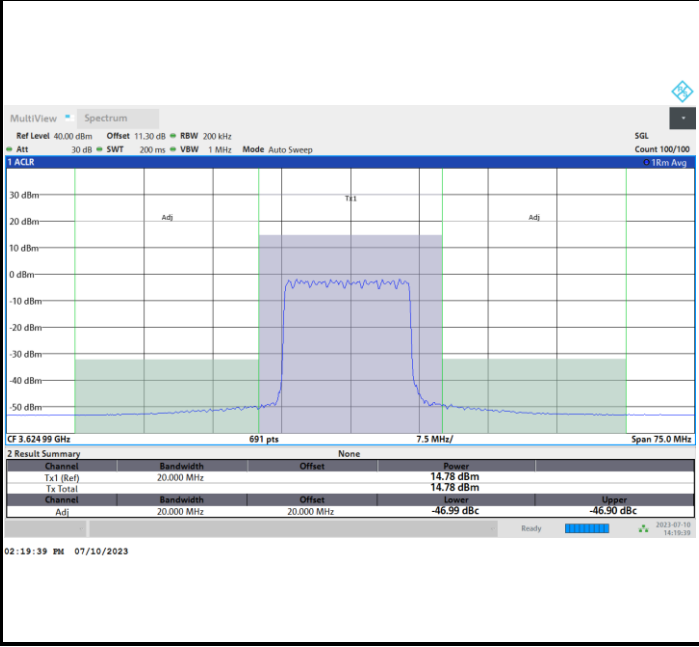 MultiView Spectrum
Ref Level 40.00 dBm Offset 11.30 dB RBW 200 kHz SGL
Att 30 dB SWT 200 ms VBW 1 MHz Mode Auto Sweep Count 100/100
1 ACLR 1Rm Avg
30 dBm
Tx1
Adj Adj
20 dBm
10 dBm
0 dBm
-10 dBm
-20 dBm
-30 dBm
-40 dBm
-50 dBm
CF 3.624 99 GHz 691 pts 7.5 MHz/ Span 75.0 MHz
2 Result Summary None
Channel Bandwidth Offset Power
Tx1 (Ref) 20.000 MHz 14.78 dBm
Tx Total 14.78 dBm
Channel Bandwidth Offset Lower Upper
Adj 20.000 MHz 20.000 MHz -46.99 dBc -46.90 dBc
Ready 2023-07-10
14:19:39
02:19:39 PM 07/10/2023